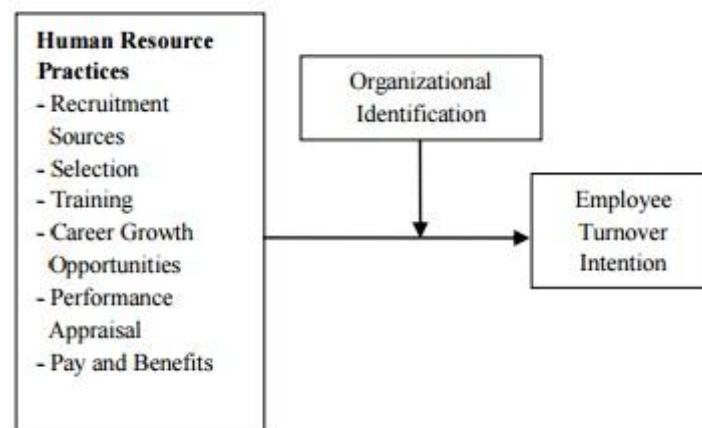 Human Resource
Practices
- Recruitment
Sources
- Selection
- Training
- Career Growth
Opportunities
- Performance
Appraisal
- Pay and Benefits
Organizational
Identification
Employee
Turnover
Intention